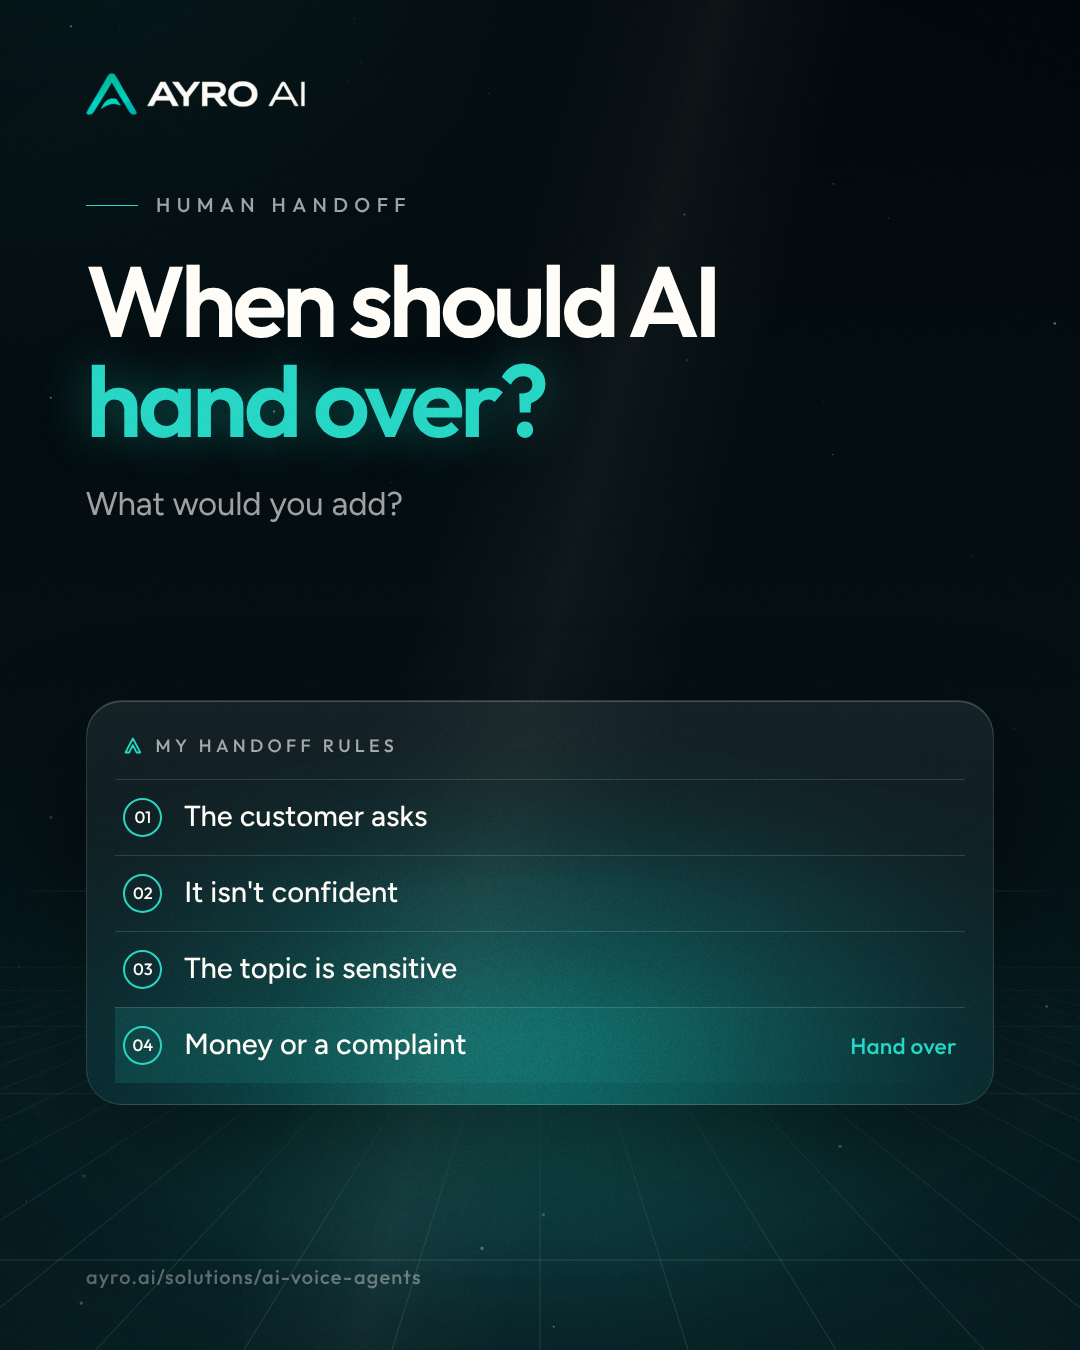 AYRO AI
HUMAN HANDOFF
When should AI
hand over?
What would you add?
MY HANDOFF RULES
01 The customer asks
02 It isn't confident
03 The topic is sensitive
04 Money or a complaint Hand over
ayro.ai/solutions/ai-voice-agents